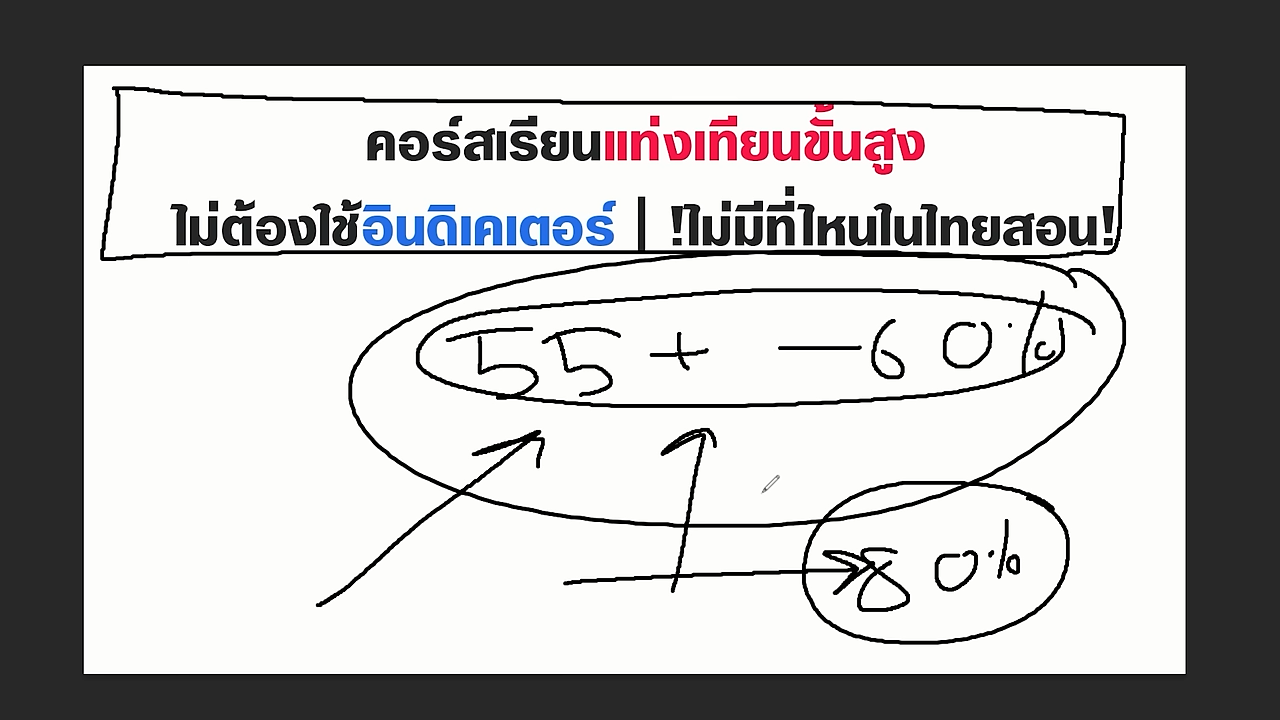 คอร์สเรียนแท่งเทียนขั้นสูง
ไม่ต้องใช้อินดิเคเตอร์ | !ไม่มีที่ไหนในไทยสอน!
55 + - 60%
80%